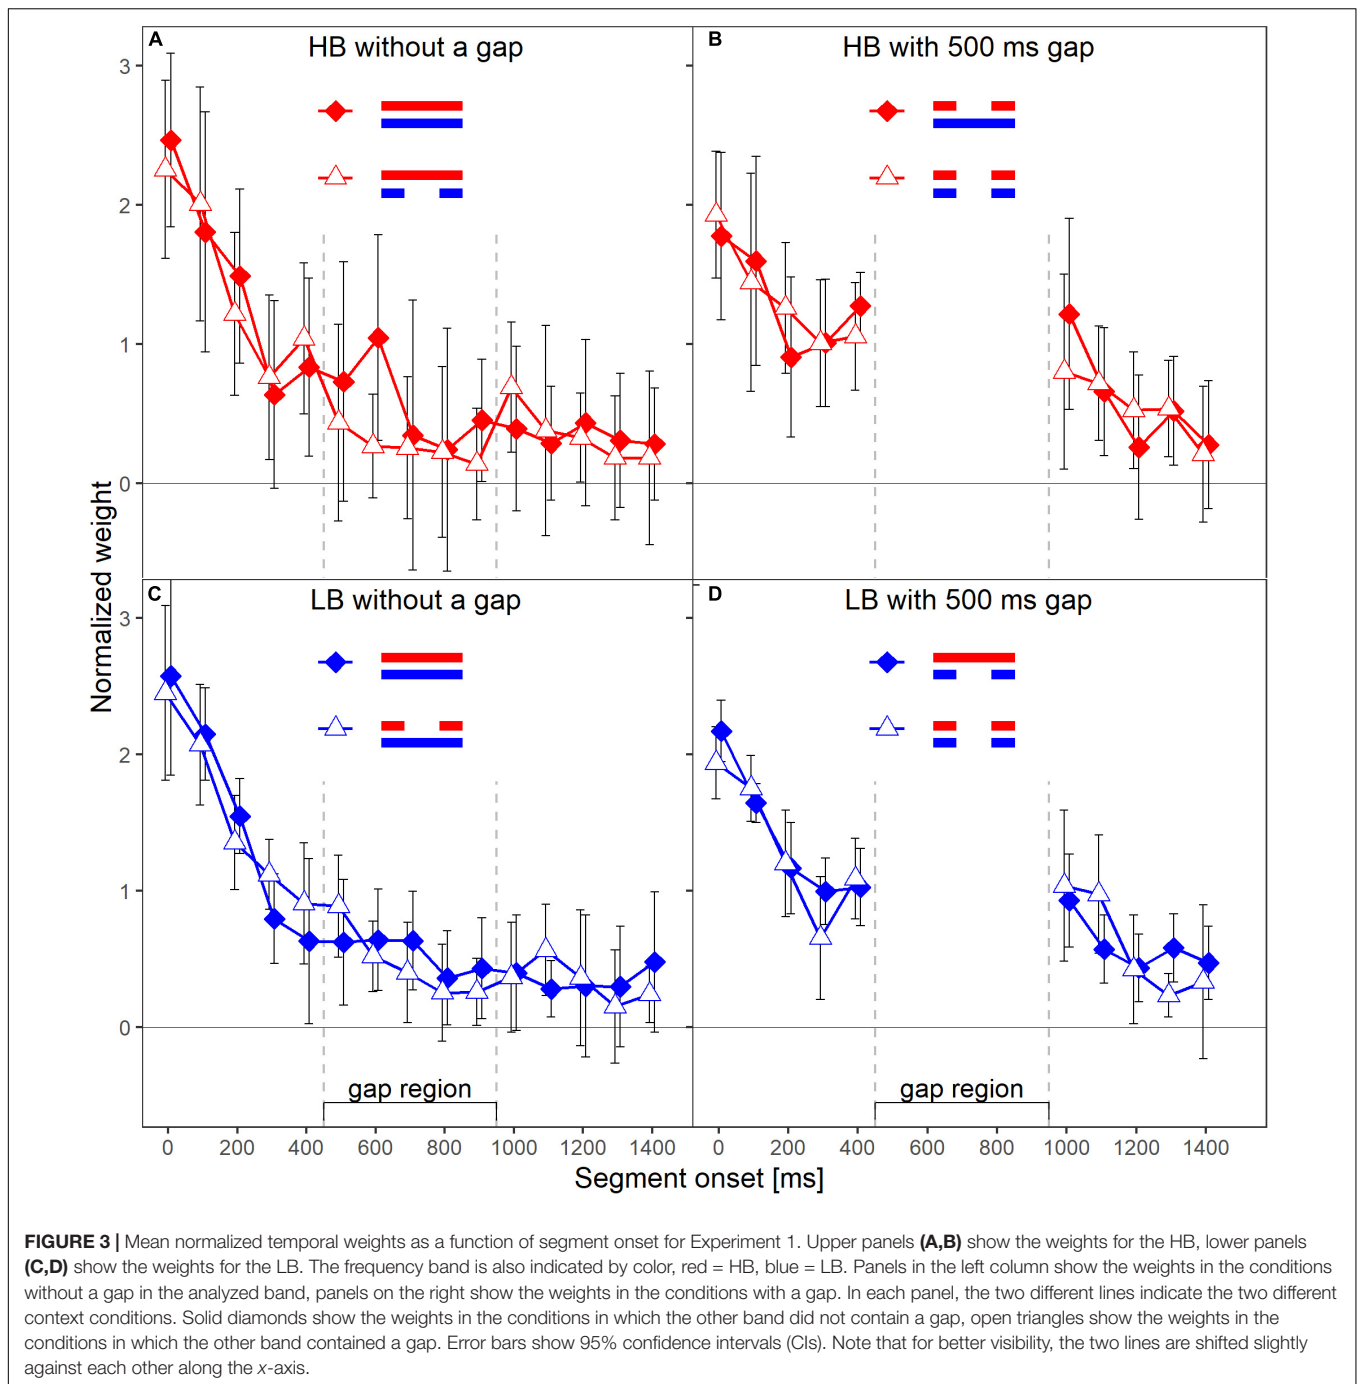 A
HB without a gap
B
HB with 500 ms gap
3
2
1
0
Normalized weight
C
LB without a gap
D
LB with 500 ms gap
3
2
1
0
gap region
gap region
0 200 400 600 800 1000 1200 1400
0 200 400 600 800 1000 1200 1400
Segment onset [ms]
FIGURE 3 | Mean normalized temporal weights as a function of segment onset for Experiment 1. Upper panels (A,B) show the weights for the HB, lower panels
(C,D) show the weights for the LB. The frequency band is also indicated by color, red = HB, blue = LB. Panels in the left column show the weights in the conditions
without a gap in the analyzed band, panels on the right show the weights in the conditions with a gap. In each panel, the two different lines indicate the two different
context conditions. Solid diamonds show the weights in the conditions in which the other band did not contain a gap, open triangles show the weights in the
conditions in which the other band contained a gap. Error bars show 95% confidence intervals (CIs). Note that for better visibility, the two lines are shifted slightly
against each other along the x-axis.